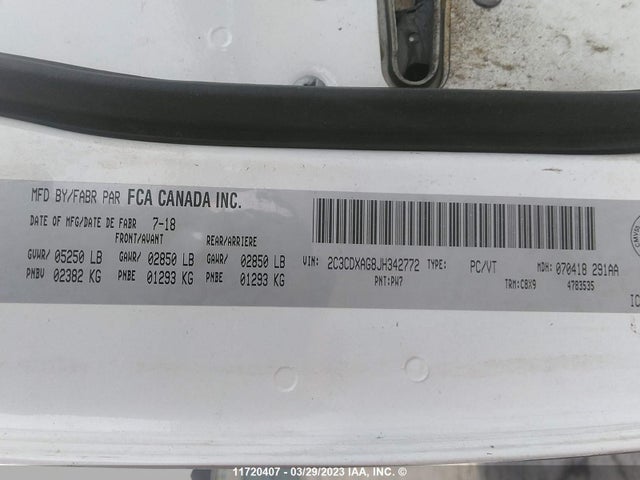 MFD BY/FABR PAR FCA CANADA INC.
DATE OF MFG/DATE DE FABR 7-18
FRONT/AVANT REAR/ARRIERE
GVWR/ 05250 LB GAWR/ 02850 LB GAWR/ 02850 LB
PNBV 02382 KG PNBE 01293 KG PNBE 01293 KG
VIN: 2C3CDXAG8JH342772 TYPE: PC/VT MDH: 070418 291AA
PNT:PW7 TRM:CBX9 4783535
IC
11720407 - 03/29/2023 IAA, INC. ©